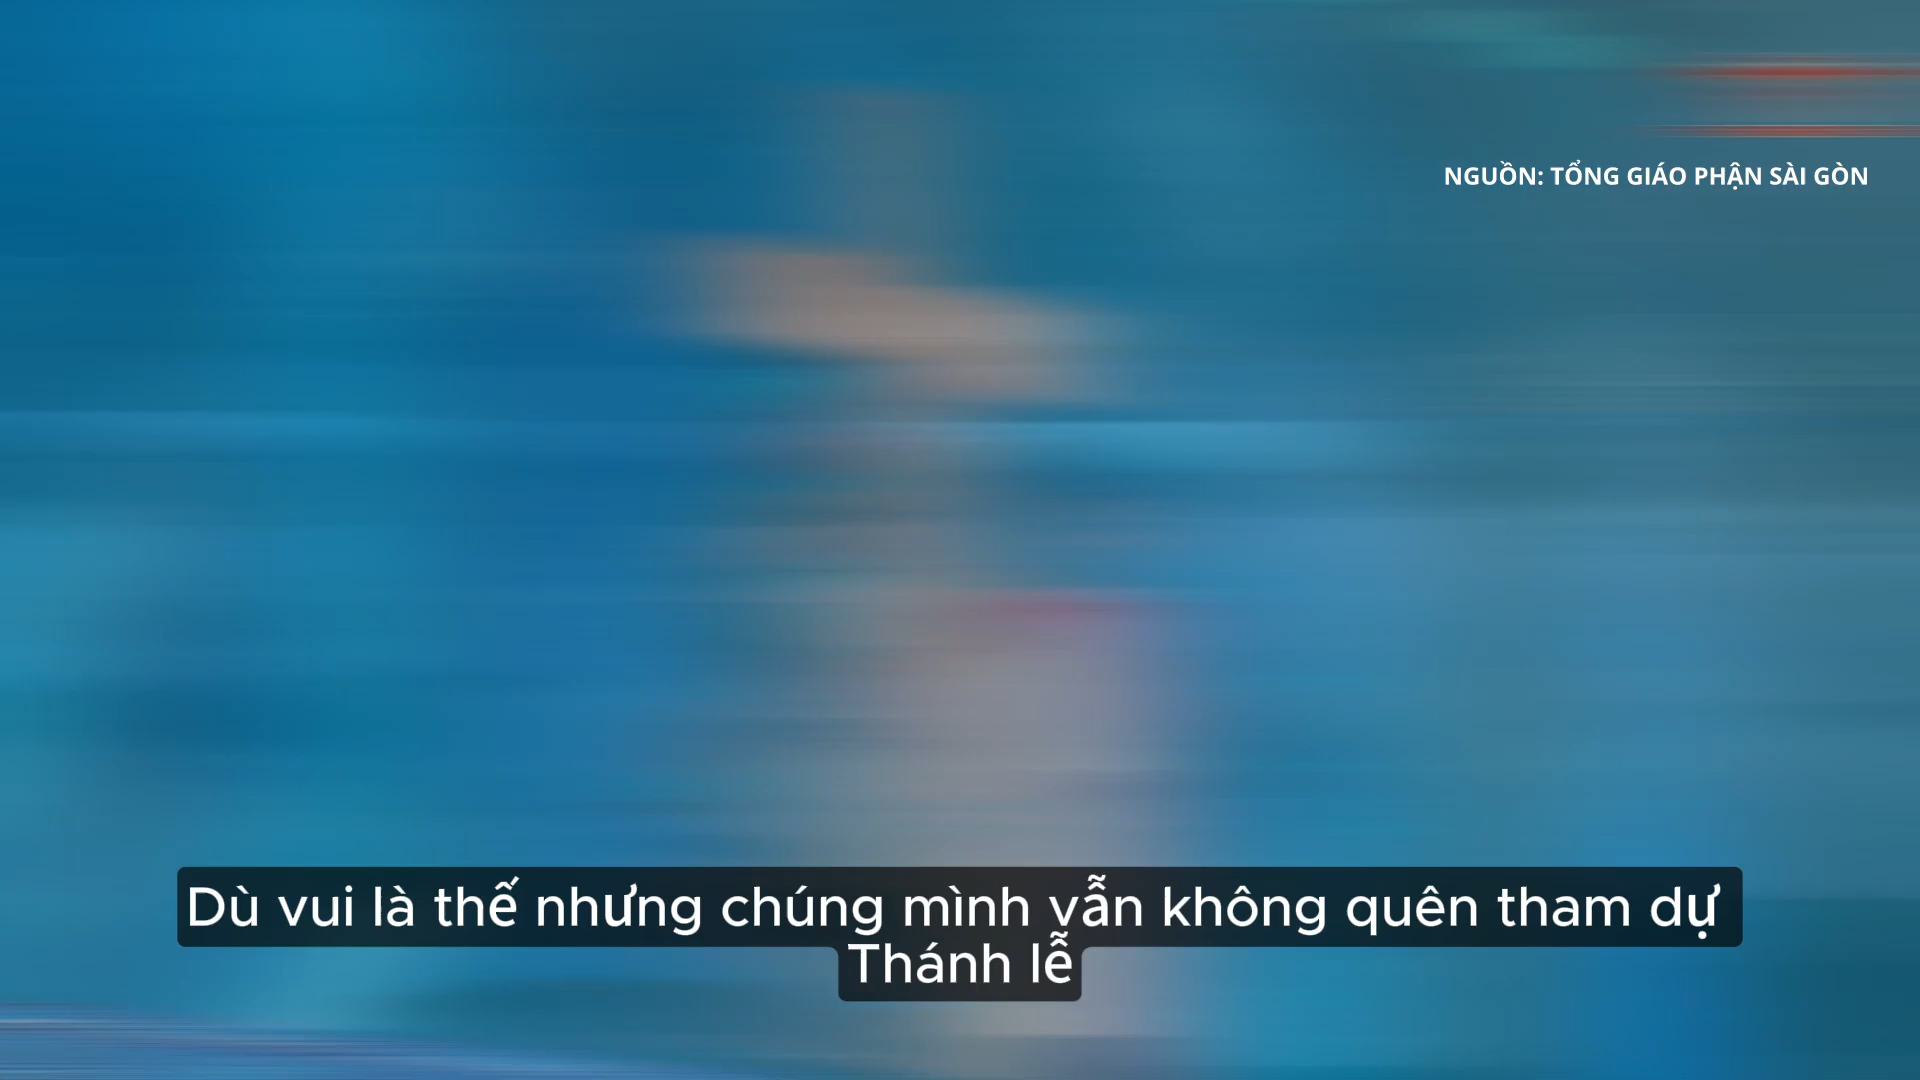 NGUỒN: TỔNG GIÁO PHẬN SÀI GÒN
Dù vui là thế nhưng chúng mình vẫn không quên tham dự
Thánh lễ